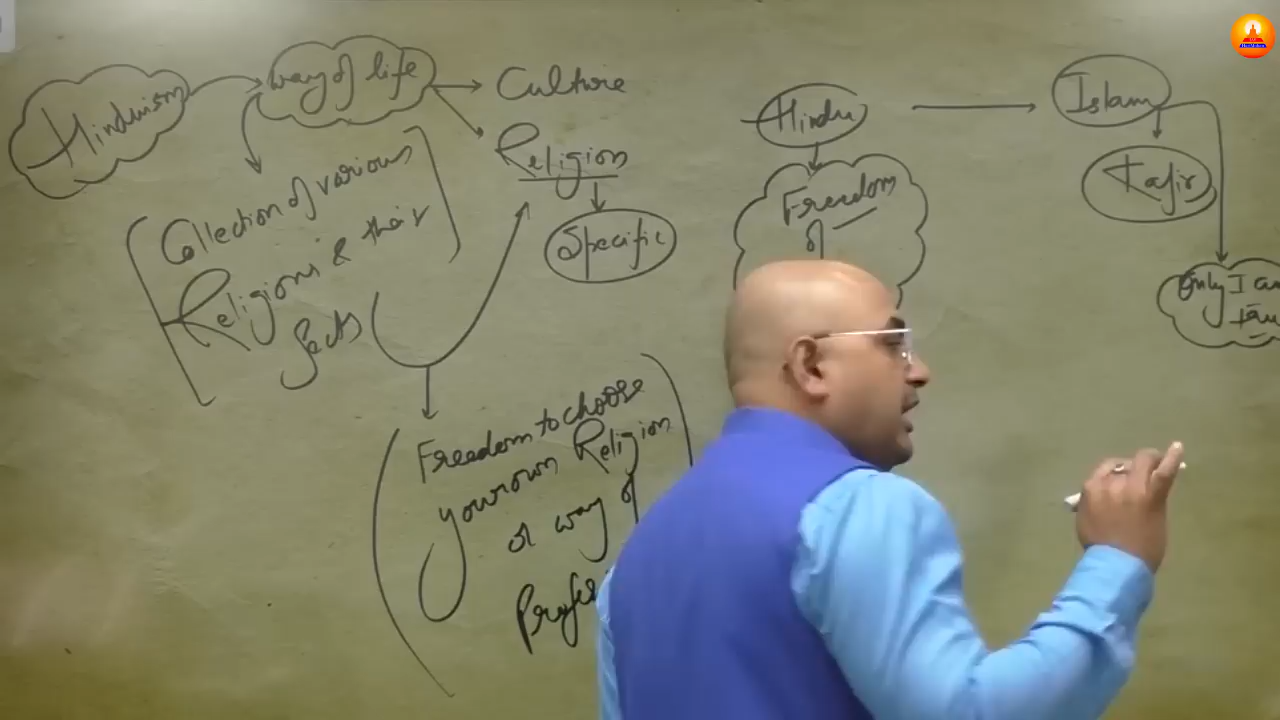 Hinduism
way of life
Culture
Religion
Specific
Collection of various
Religions & their
Sects
Freedom to choose
your own Religion
or way of
Hindu
Freedom
of
Islam
Kafir
Only I am